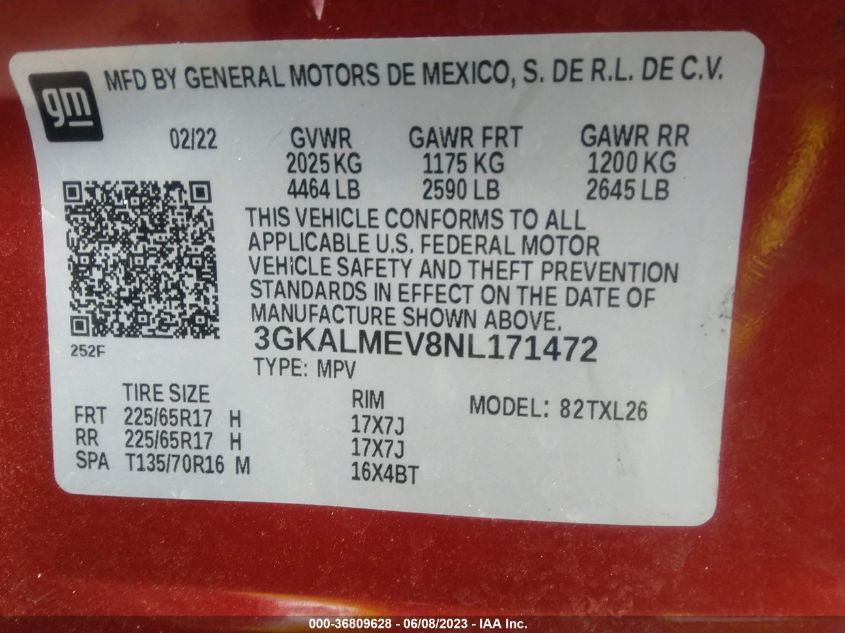 gm
MFD BY GENERAL MOTORS DE MEXICO, S. DE R.L. DE C.V.
02/22 GVWR GAWR FRT GAWR RR
2025 KG 1175 KG 1200 KG
4464 LB 2590 LB 2645 LB
THIS VEHICLE CONFORMS TO ALL
APPLICABLE U.S. FEDERAL MOTOR
VEHICLE SAFETY AND THEFT PREVENTION
STANDARDS IN EFFECT ON THE DATE OF
MANUFACTURE SHOWN ABOVE.
252F
3GKALMEV8NL171472
TYPE: MPV
TIRE SIZE RIM MODEL: 82TXL26
FRT 225/65R17 H 17X7J
RR 225/65R17 H 17X7J
SPA T135/70R16 M 16X4BT
000-36809628 - 06/08/2023 - IAAI Inc.